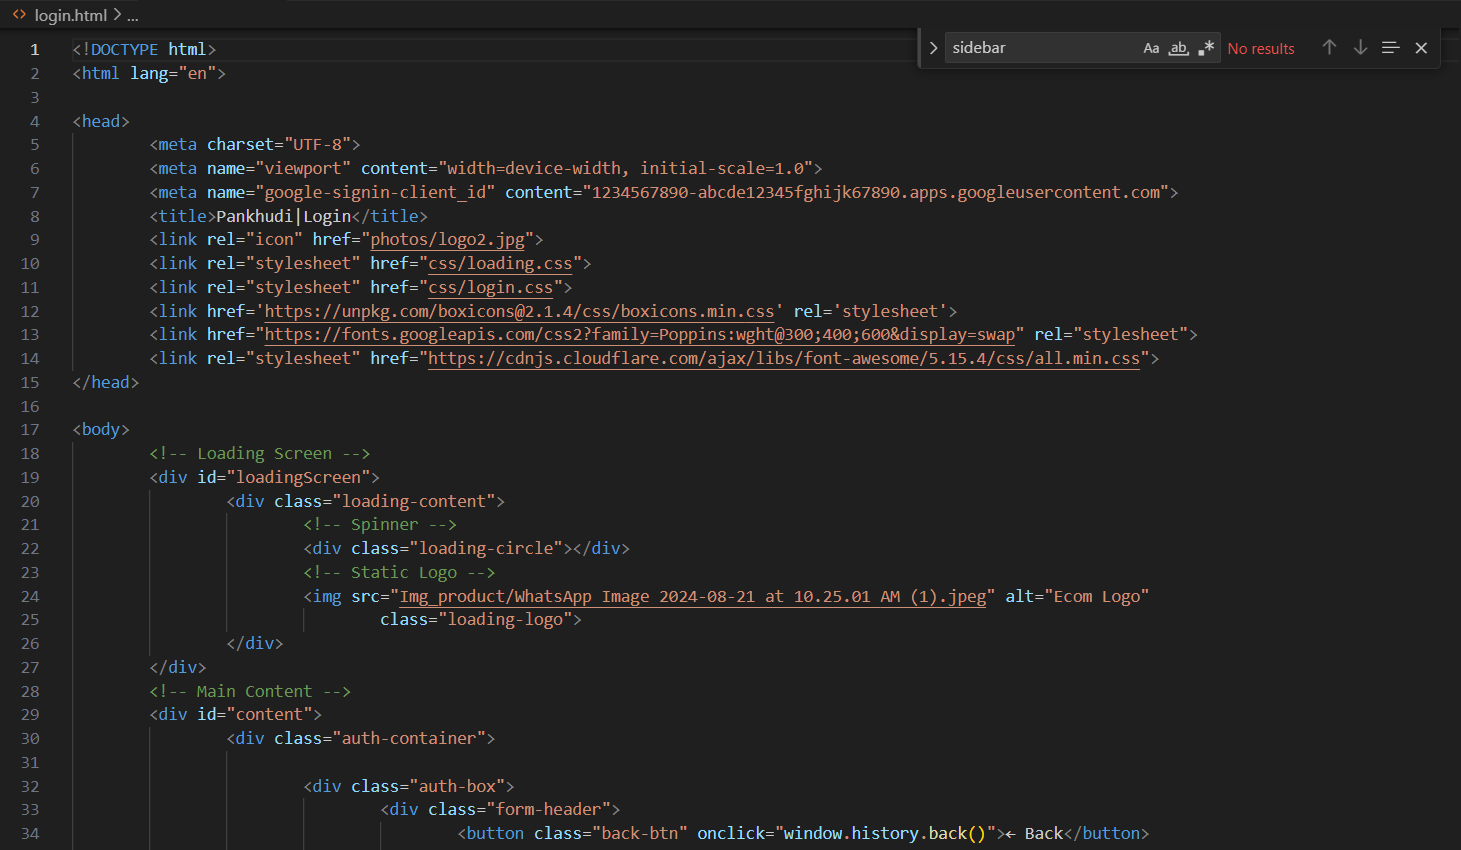 <> login.html > ...
sidebar Aa ab .* No results
1 <!DOCTYPE html>
2 <html lang="en">
3
4 <head>
5 <meta charset="UTF-8">
6 <meta name="viewport" content="width=device-width, initial-scale=1.0">
7 <meta name="google-signin-client_id" content="1234567890-abcde12345fghijk67890.apps.googleusercontent.com">
8 <title>Pankhudi|Login</title>
9 <link rel="icon" href="photos/logo2.jpg">
10 <link rel="stylesheet" href="css/loading.css">
11 <link rel="stylesheet" href="css/login.css">
12 <link href='https://unpkg.com/boxicons@2.1.4/css/boxicons.min.css' rel='stylesheet'>
13 <link href="https://fonts.googleapis.com/css2?family=Poppins:wght@300;400;600&display=swap" rel="stylesheet">
14 <link rel="stylesheet" href="https://cdnjs.cloudflare.com/ajax/libs/font-awesome/5.15.4/css/all.min.css">
15 </head>
16
17 <body>
18 <!-- Loading Screen -->
19 <div id="loadingScreen">
20 <div class="loading-content">
21 <!-- Spinner -->
22 <div class="loading-circle"></div>
23 <!-- Static Logo -->
24 <img src="Img_product/WhatsApp Image 2024-08-21 at 10.25.01 AM (1).jpeg" alt="Ecom Logo"
25 class="loading-logo">
26 </div>
27 </div>
28 <!-- Main Content -->
29 <div id="content">
30 <div class="auth-container">
31
32 <div class="auth-box">
33 <div class="form-header">
34 <button class="back-btn" onclick="window.history.back()">← Back</button>